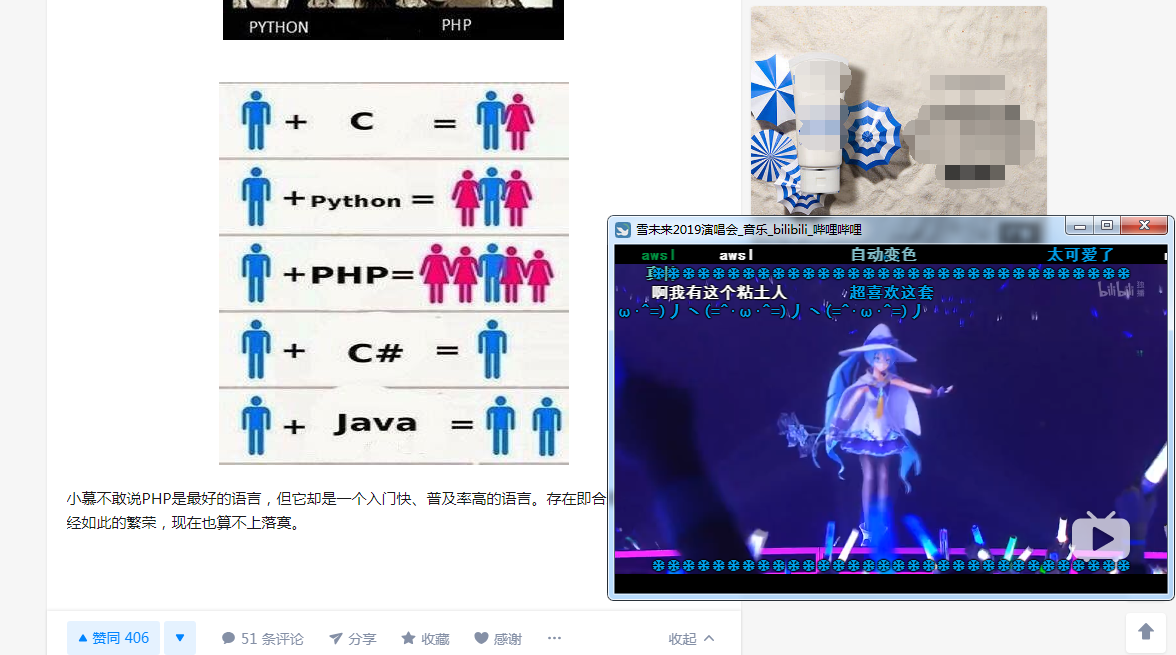 PYTHON PHP
+ C =
+ Python =
+ PHP=
+ C# =
+ Java =
小慕不敢说PHP是最好的语言，但它却是一个入门快、普及率高的语言。存在即合
经如此的繁荣，现在也算不上落寞。
赞同 406
51 条评论
分享
收藏
感谢
收起
雪未来2019演唱会_音乐_bilibili_哔哩哔哩
awsl awsl 自动变色 太可爱了
❄❄❄❄❄❄❄❄❄❄❄❄❄❄❄❄❄❄❄❄❄❄❄❄❄❄❄❄❄❄❄❄
啊我有这个粘土人 超喜欢这套
bilibili 独播
ω・^=)丿ヽ(=^・ω・^=)丿ヽ(=^・ω・^=)丿
❄❄❄❄❄❄❄❄❄❄❄❄❄❄❄❄❄❄❄❄❄❄❄❄❄❄❄❄❄❄❄❄